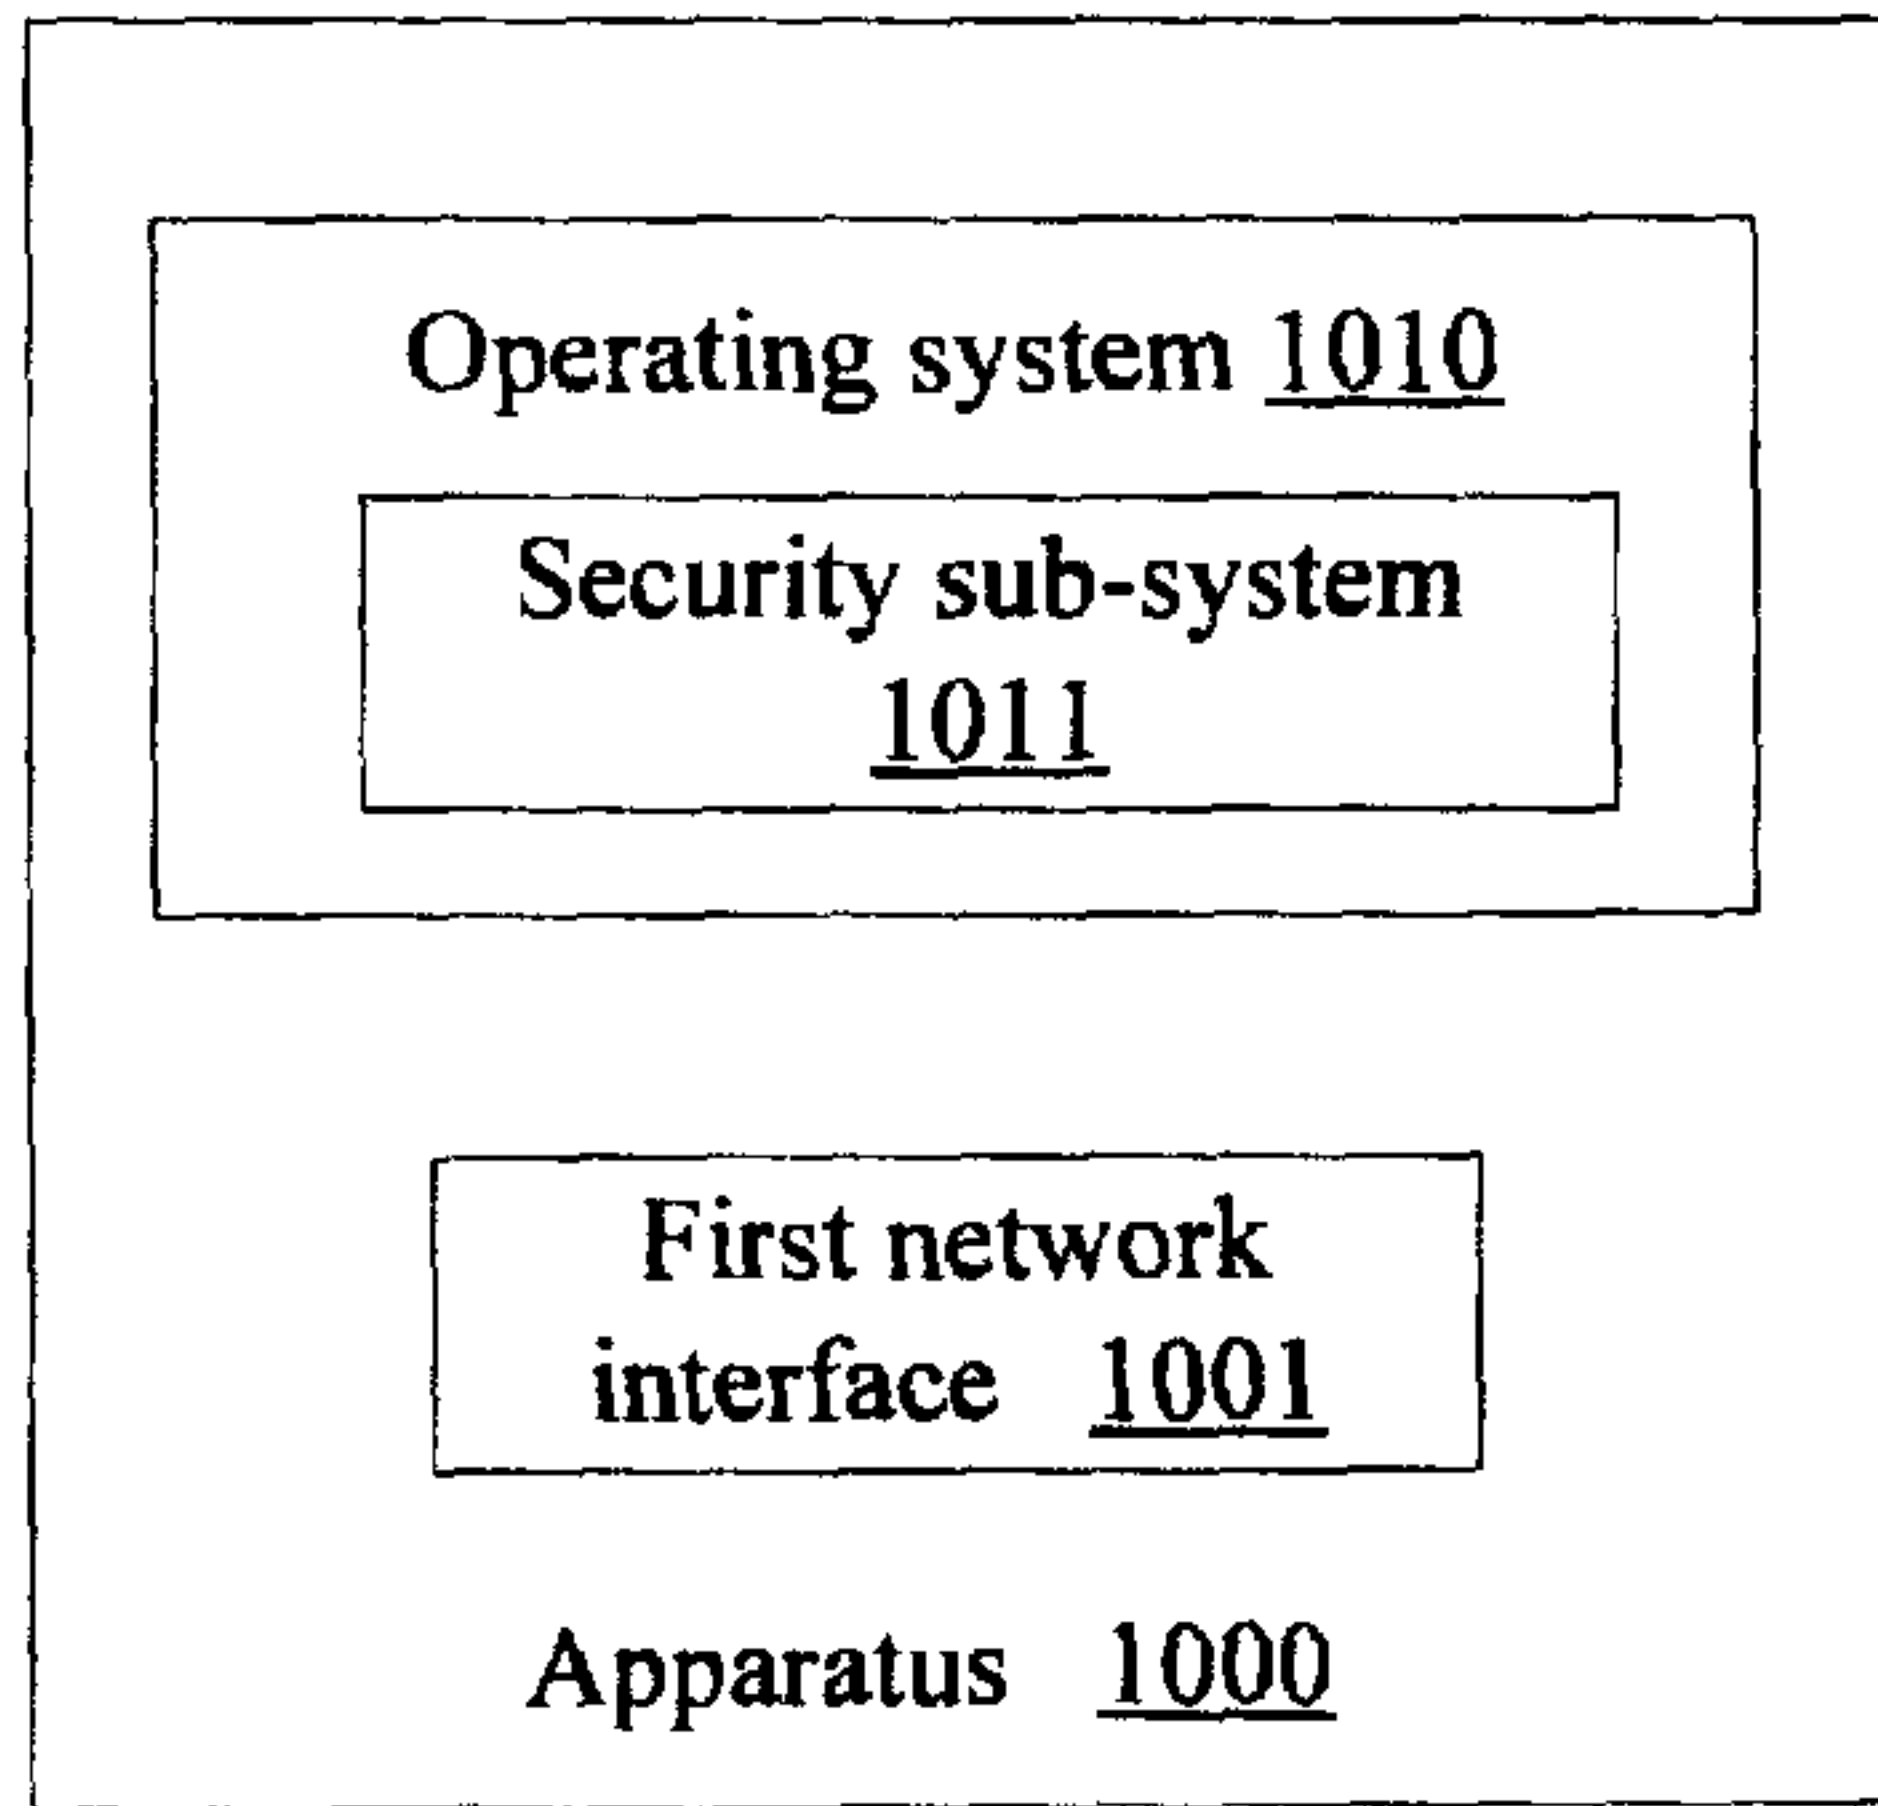 Operating system 1010
Security sub-system
1011
First network
interface 1001
Apparatus 1000